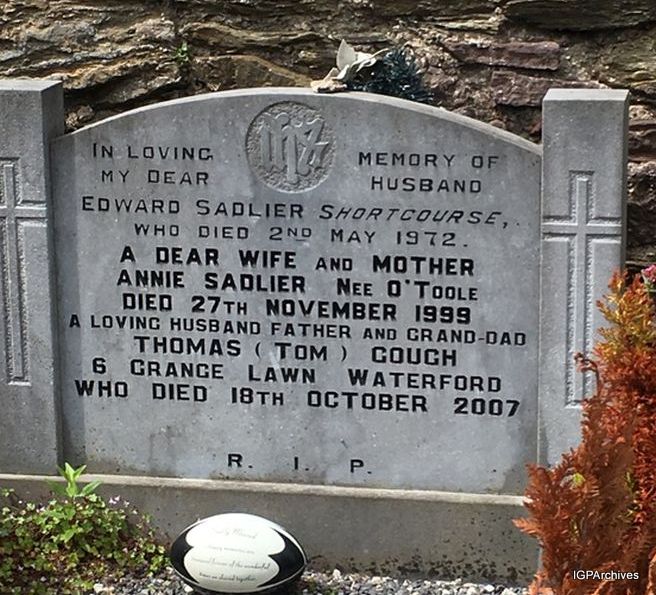 IN LOVING MEMORY OF
MY DEAR HUSBAND
EDWARD SADLIER SHORTCOURSE,
WHO DIED 2ND MAY 1972.
A DEAR WIFE AND MOTHER
ANNIE SADLIER NEE O'TOOLE
DIED 27TH NOVEMBER 1999
A LOVING HUSBAND FATHER AND GRAND-DAD
THOMAS (TOM) GOUGH
6 GRANGE LAWN WATERFORD
WHO DIED 18TH OCTOBER 2007
R. I. P.
IGPArchives